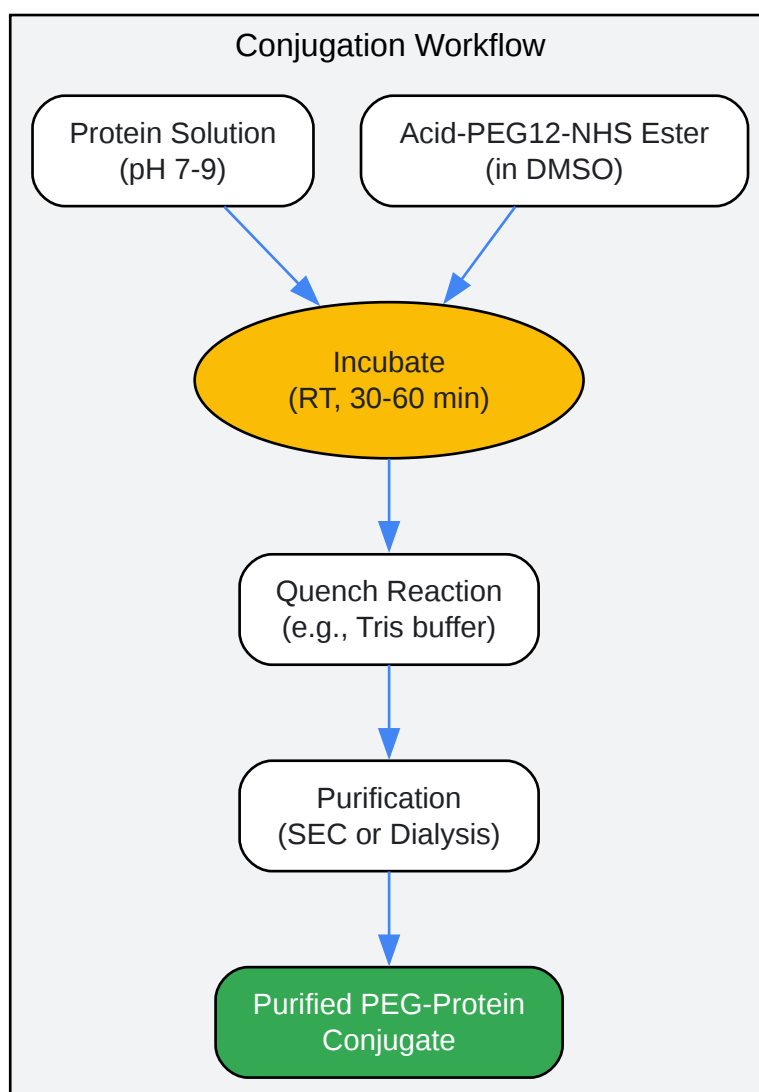 Conjugation Workflow
Protein Solution
(pH 7-9)
Acid-PEG12-NHS Ester
(in DMSO)
Incubate
(RT, 30-60 min)
Quench Reaction
(e.g., Tris buffer)
Purification
(SEC or Dialysis)
Purified PEG-Protein
Conjugate